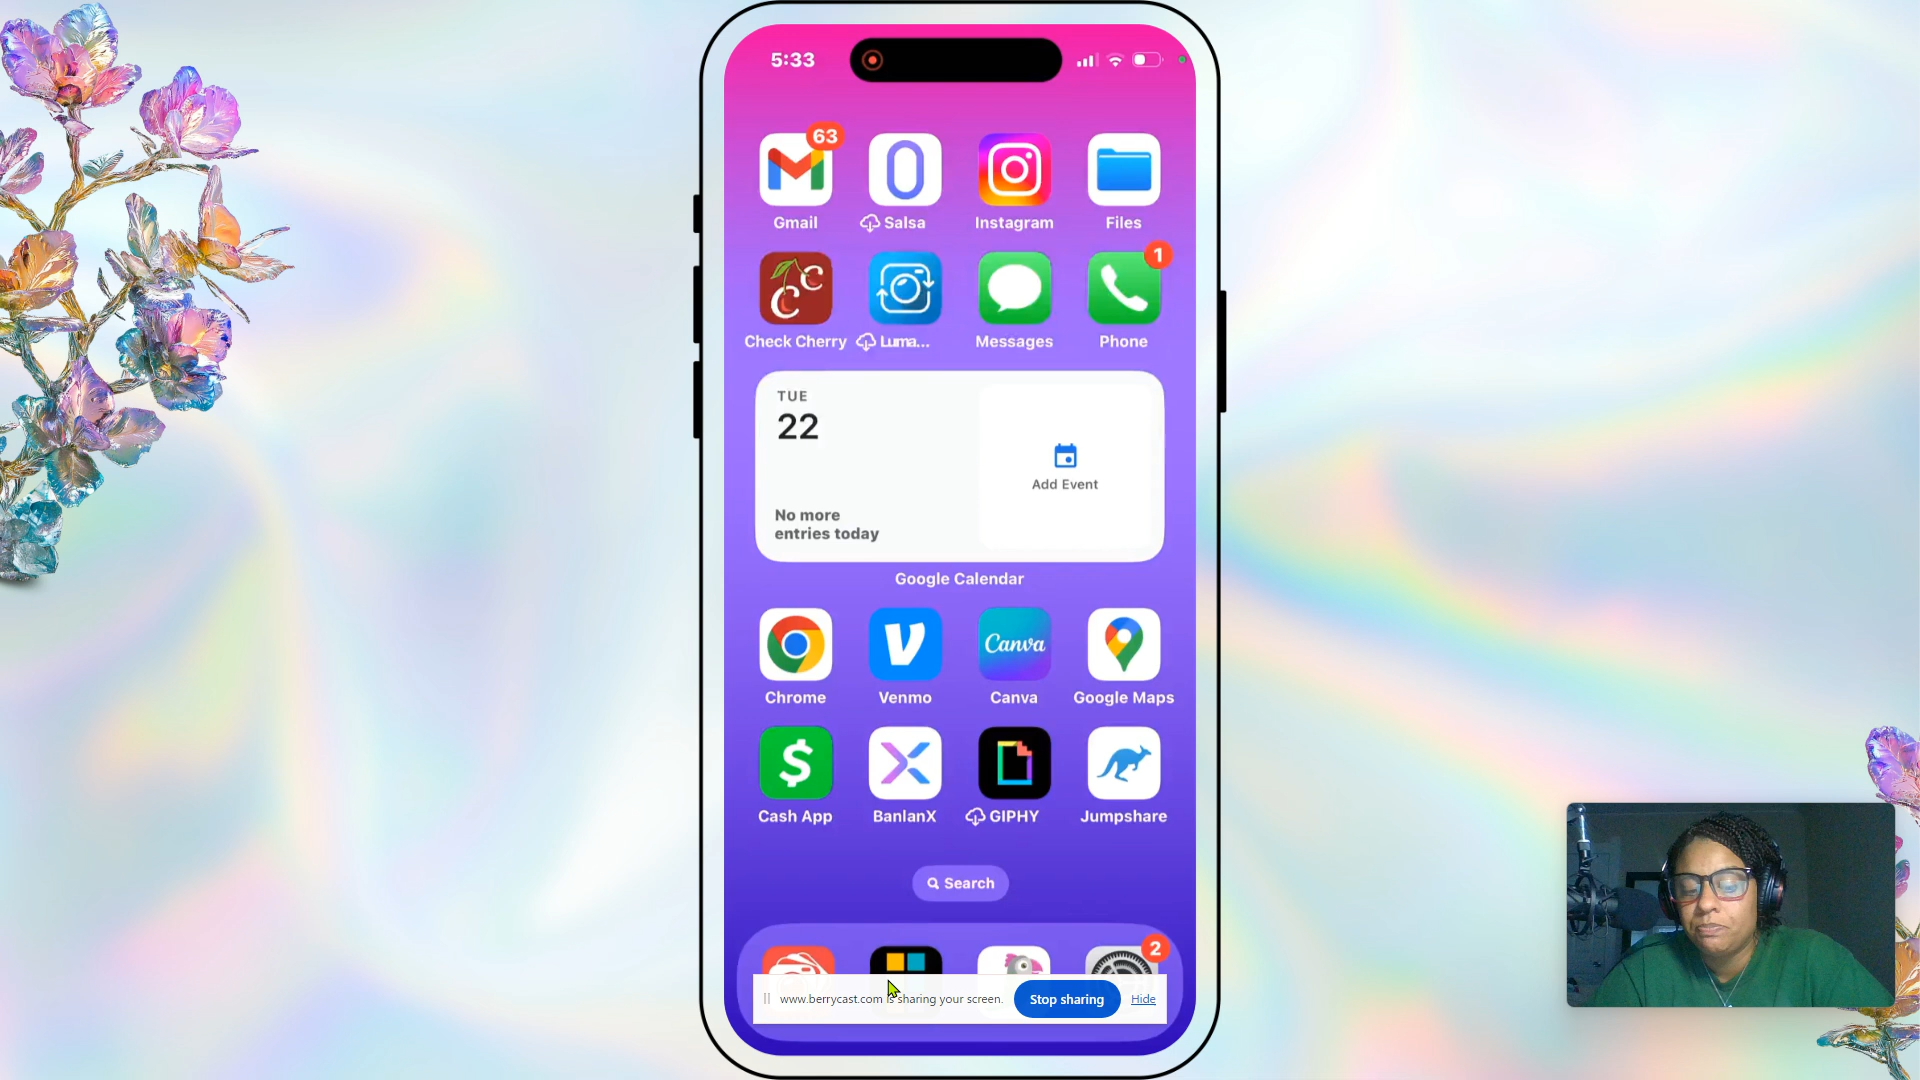 5:33
63
Gmail
Salsa
Instagram
Files
1
Check Cherry
Luma...
Messages
Phone
TUE
22
No more
entries today
Add Event
Google Calendar
Canva
Chrome
Venmo
Canva
Google Maps
Cash App
BanlanX
GIPHY
Jumpshare
Search
2
www.berrycast.com is sharing your screen.
Stop sharing
Hide